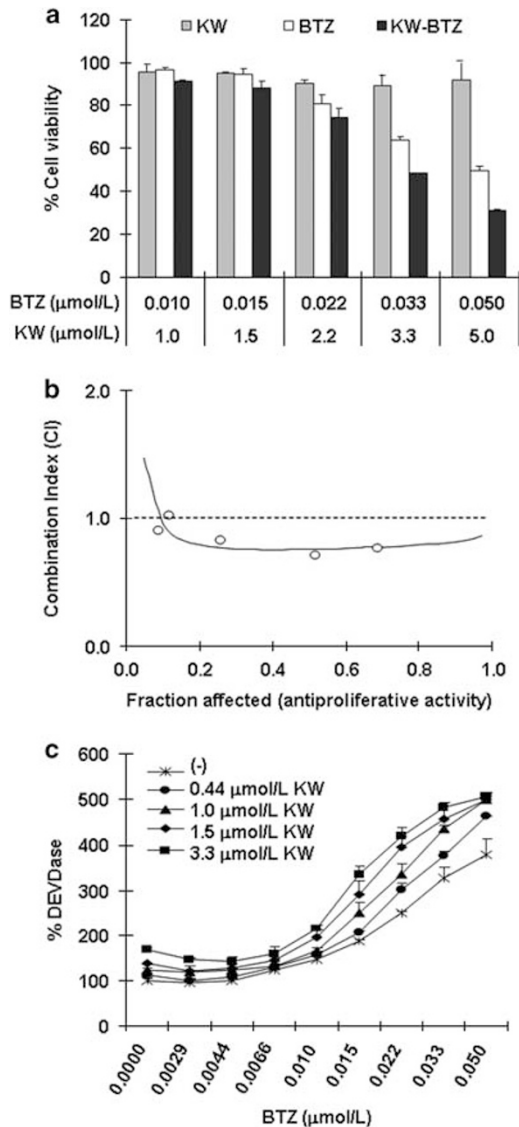 a
KW BTZ KW-BTZ
% Cell viability
120
100
80
60
40
20
0
BTZ (μmol/L) 0.010 0.015 0.022 0.033 0.050
KW (μmol/L) 1.0 1.5 2.2 3.3 5.0
b
Combination Index (CI)
2.0
1.0
0.0
0.0 0.2 0.4 0.6 0.8 1.0
Fraction affected (antiproliferative activity)
c
% DEVDase
600
500
400
300
200
100
0
(-)
0.44 μmol/L KW
1.0 μmol/L KW
1.5 μmol/L KW
3.3 μmol/L KW
0.0000 0.0029 0.0044 0.0066 0.010 0.015 0.022 0.033 0.050
BTZ (μmol/L)